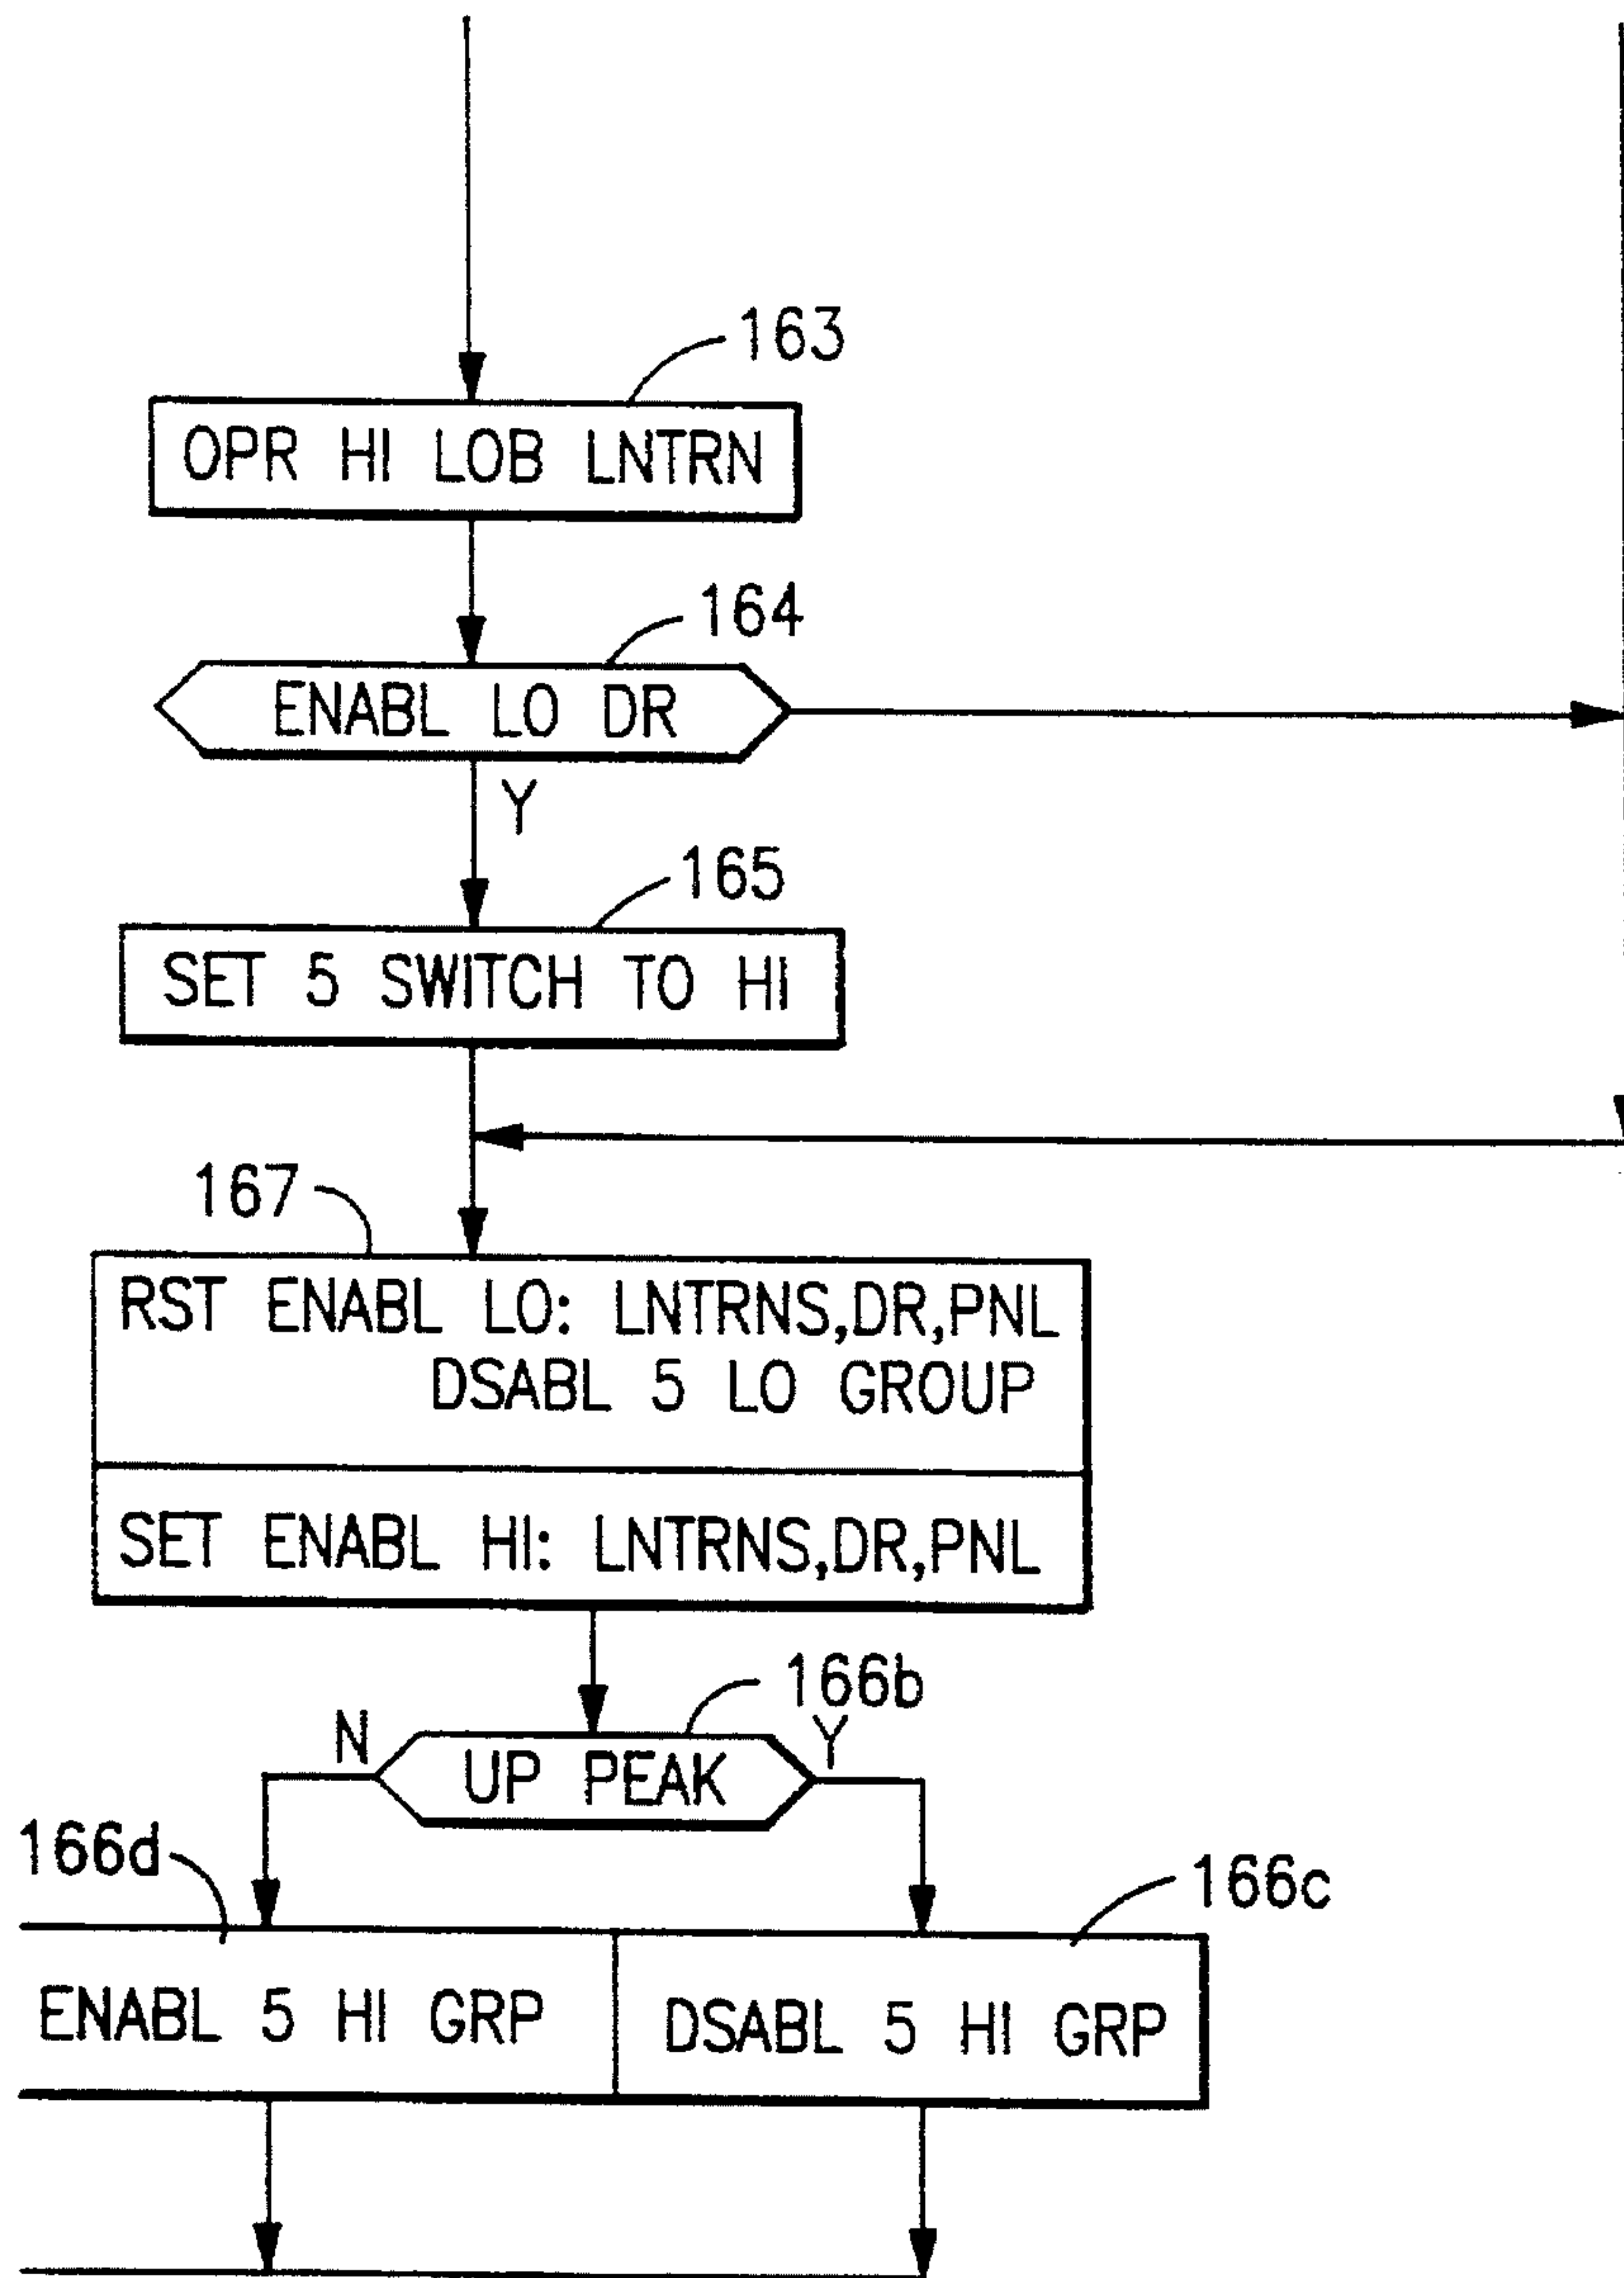 163
OPR HI LOB LNTRN
164
ENABL LO DR
Y
165
SET 5 SWITCH TO HI
167
RST ENABL LO: LNTRNS,DR,PNL
DSABL 5 LO GROUP
SET ENABL HI: LNTRNS,DR,PNL
166b
N
Y
UP PEAK
166d
166c
ENABL 5 HI GRP
DSABL 5 HI GRP